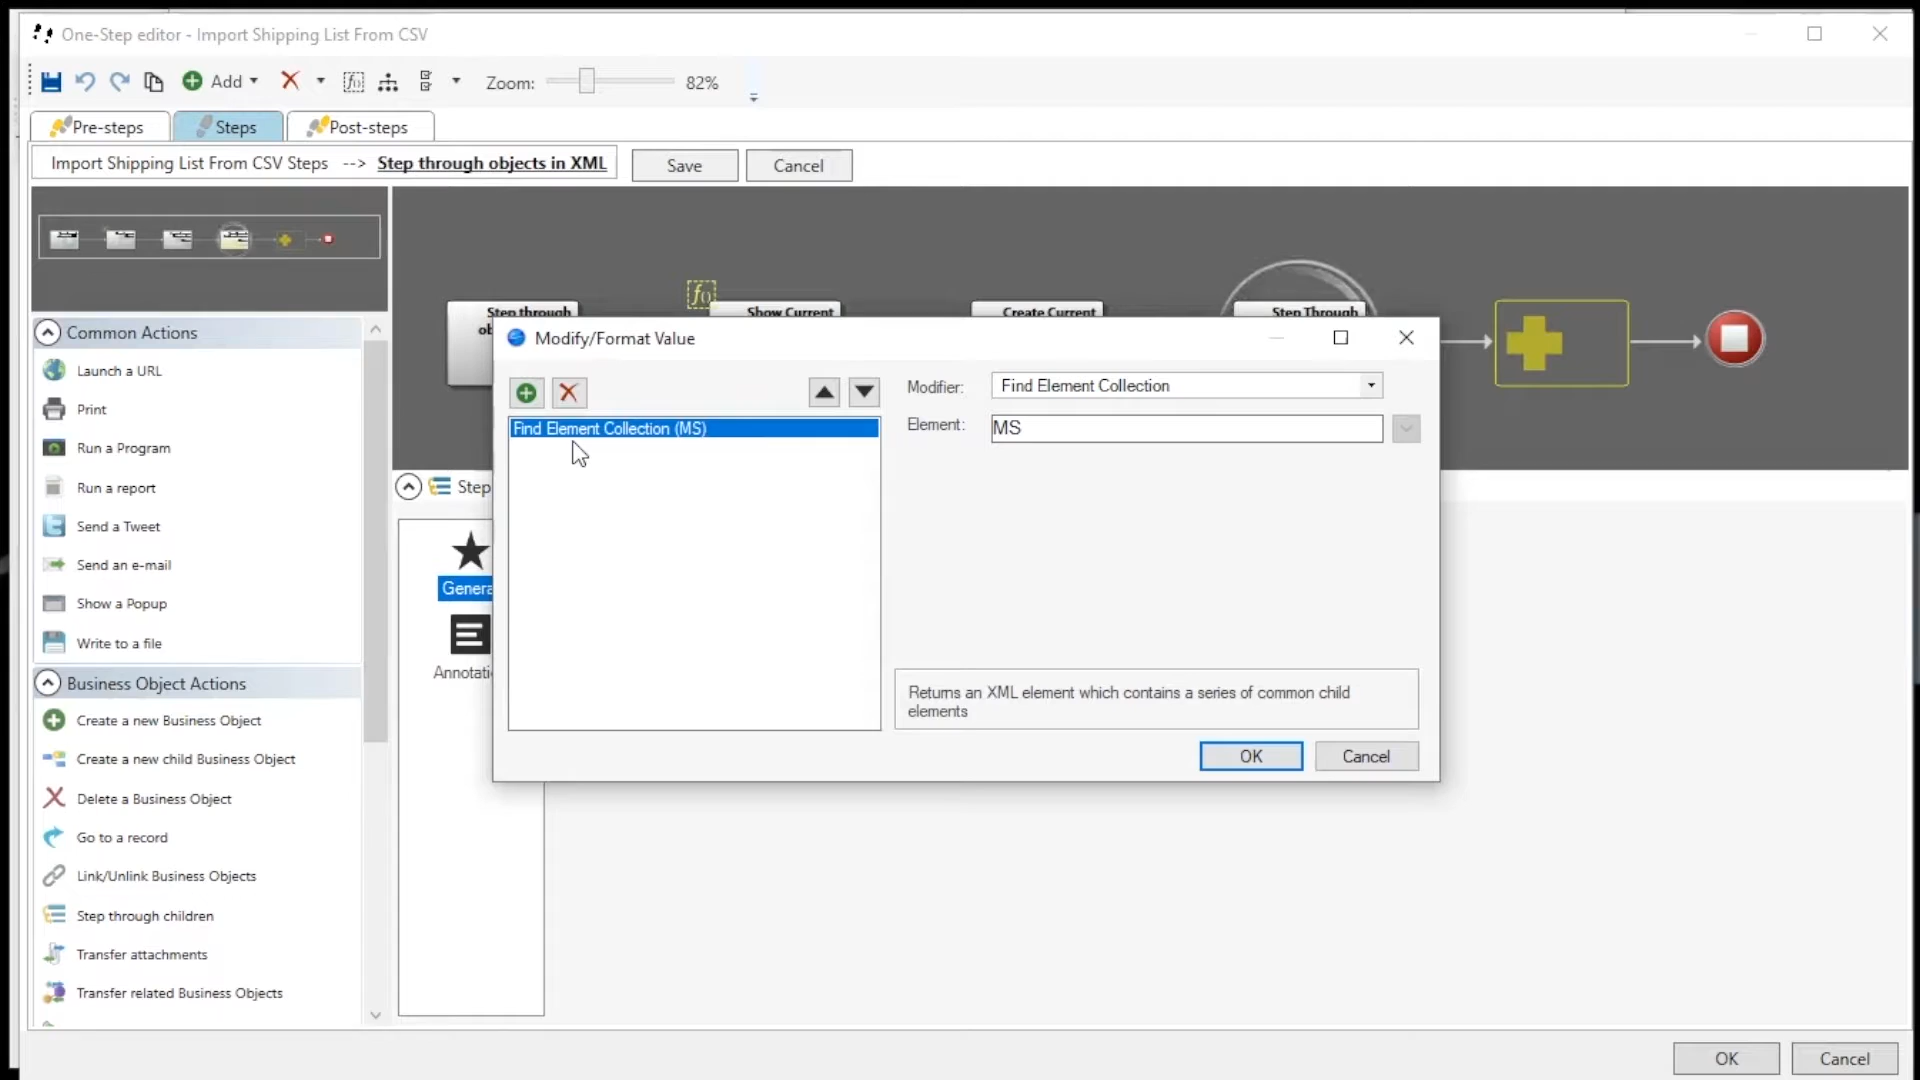 One-Step editor - Import Shipping List From CSV
Add
Zoom:
82%
Pre-steps
Steps
Post-steps
Import Shipping List From CSV Steps --> Step through objects in XML
Save
Cancel
f()
Step through
Show Current
Create Current
Step Through
Common Actions
Launch a URL
Print
Run a Program
Run a report
Send a Tweet
Send an e-mail
Show a Popup
Write to a file
Business Object Actions
Create a new Business Object
Create a new child Business Object
Delete a Business Object
Go to a record
Link/Unlink Business Objects
Step through children
Transfer attachments
Transfer related Business Objects
Step
Modify/Format Value
Find Element Collection (MS)
Modifier:
Find Element Collection
Element:
MS
Returns an XML element which contains a series of common child
elements
OK
Cancel
OK
Cancel